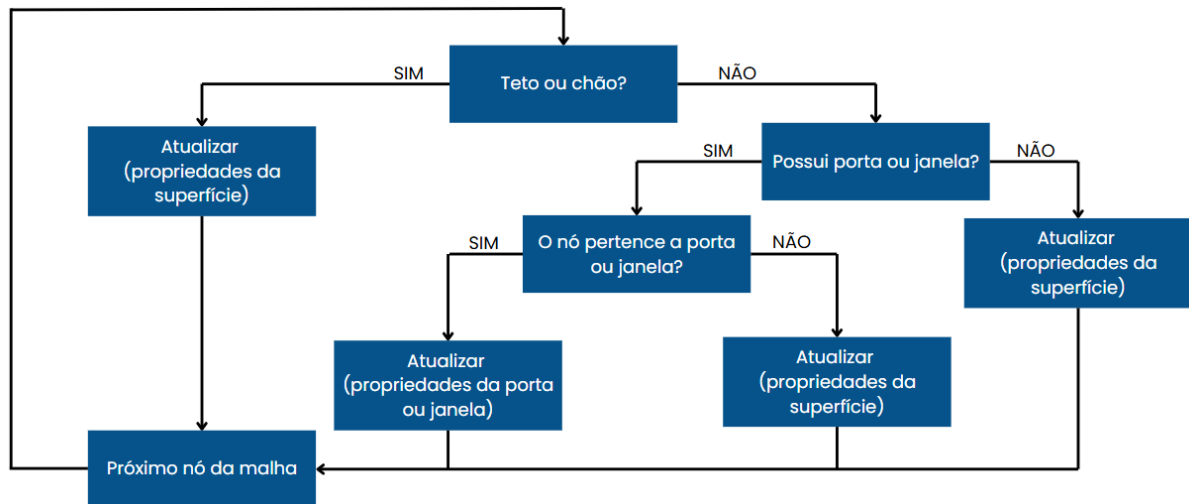 Teto ou chão?
SIM
NÃO
Atualizar
(propriedades da
superfície)
Possui porta ou janela?
SIM
NÃO
O nó pertence a porta
ou janela?
SIM
NÃO
Atualizar
(propriedades da
superfície)
Atualizar
(propriedades da porta
ou janela)
Atualizar
(propriedades da
superfície)
Próximo nó da malha